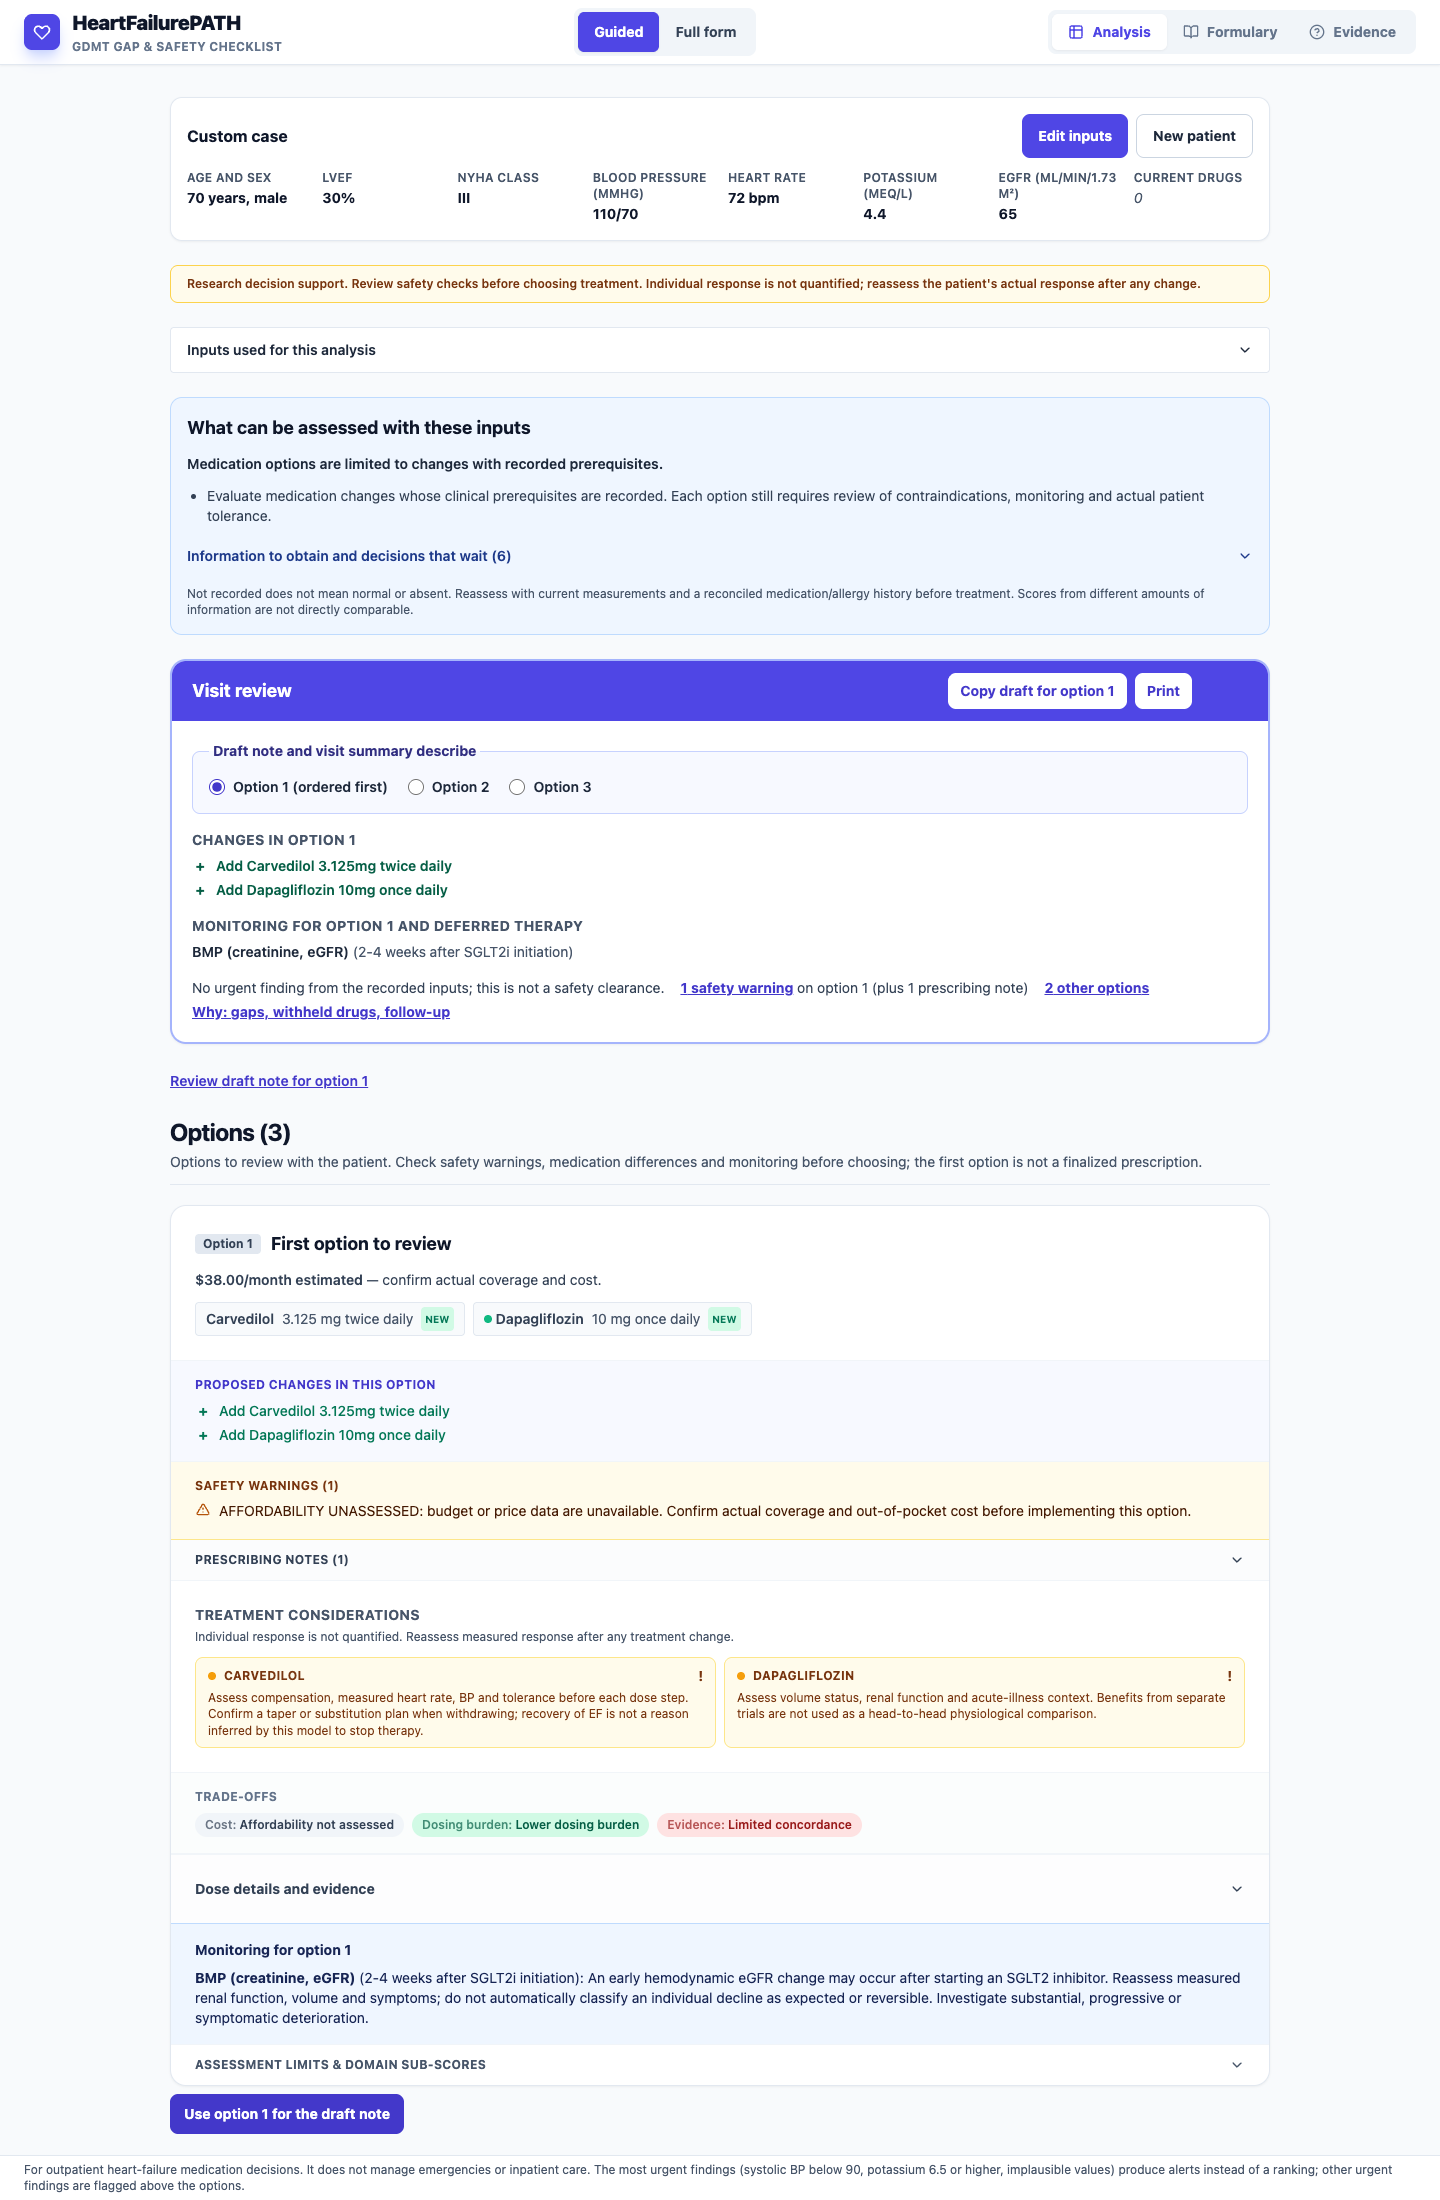 HeartFailurePATH
GDMT GAP & SAFETY CHECKLIST
Guided
Full form
Analysis
Formulary
Evidence
Custom case
Edit inputs
New patient
AGE AND SEX
70 years, male
LVEF
30%
NYHA CLASS
III
BLOOD PRESSURE
(MMHG)
110/70
HEART RATE
72 bpm
POTASSIUM
(MEQ/L)
4.4
EGFR (ML/MIN/1.73
M²)
65
CURRENT DRUGS
0
Research decision support. Review safety checks before choosing treatment. Individual response is not quantified; reassess the patient's actual response after any change.
Inputs used for this analysis
What can be assessed with these inputs
Medication options are limited to changes with recorded prerequisites.
• Evaluate medication changes whose clinical prerequisites are recorded. Each option still requires review of contraindications, monitoring and actual patient
tolerance.
Information to obtain and decisions that wait (6)
Not recorded does not mean normal or absent. Reassess with current measurements and a reconciled medication/allergy history before treatment. Scores from different amounts of
information are not directly comparable.
Visit review
Copy draft for option 1
Print
Draft note and visit summary describe
Option 1 (ordered first)
Option 2
Option 3
CHANGES IN OPTION 1
+ Add Carvedilol 3.125mg twice daily
+ Add Dapagliflozin 10mg once daily
MONITORING FOR OPTION 1 AND DEFERRED THERAPY
BMP (creatinine, eGFR) (2-4 weeks after SGLT2i initiation)
No urgent finding from the recorded inputs; this is not a safety clearance. 1 safety warning on option 1 (plus 1 prescribing note) 2 other options
Why: gaps, withheld drugs, follow-up
Review draft note for option 1
Options (3)
Options to review with the patient. Check safety warnings, medication differences and monitoring before choosing; the first option is not a finalized prescription.
Option 1 First option to review
$38.00/month estimated — confirm actual coverage and cost.
Carvedilol 3.125 mg twice daily NEW
Dapagliflozin 10 mg once daily NEW
PROPOSED CHANGES IN THIS OPTION
+ Add Carvedilol 3.125mg twice daily
+ Add Dapagliflozin 10mg once daily
SAFETY WARNINGS (1)
AFFORDABILITY UNASSESSED: budget or price data are unavailable. Confirm actual coverage and out-of-pocket cost before implementing this option.
PRESCRIBING NOTES (1)
TREATMENT CONSIDERATIONS
Individual response is not quantified. Reassess measured response after any treatment change.
CARVEDILOL !
Assess compensation, measured heart rate, BP and tolerance before each dose step.
Confirm a taper or substitution plan when withdrawing; recovery of EF is not a reason
inferred by this model to stop therapy.
DAPAGLIFLOZIN !
Assess volume status, renal function and acute-illness context. Benefits from separate
trials are not used as a head-to-head physiological comparison.
TRADE-OFFS
Cost: Affordability not assessed
Dosing burden: Lower dosing burden
Evidence: Limited concordance
Dose details and evidence
Monitoring for option 1
BMP (creatinine, eGFR) (2-4 weeks after SGLT2i initiation): An early hemodynamic eGFR change may occur after starting an SGLT2 inhibitor. Reassess measured
renal function, volume and symptoms; do not automatically classify an individual decline as expected or reversible. Investigate substantial, progressive or
symptomatic deterioration.
ASSESSMENT LIMITS & DOMAIN SUB-SCORES
Use option 1 for the draft note
For outpatient heart-failure medication decisions. It does not manage emergencies or inpatient care. The most urgent findings (systolic BP below 90, potassium 6.5 or higher, implausible values) produce alerts instead of a ranking; other urgent
findings are flagged above the options.